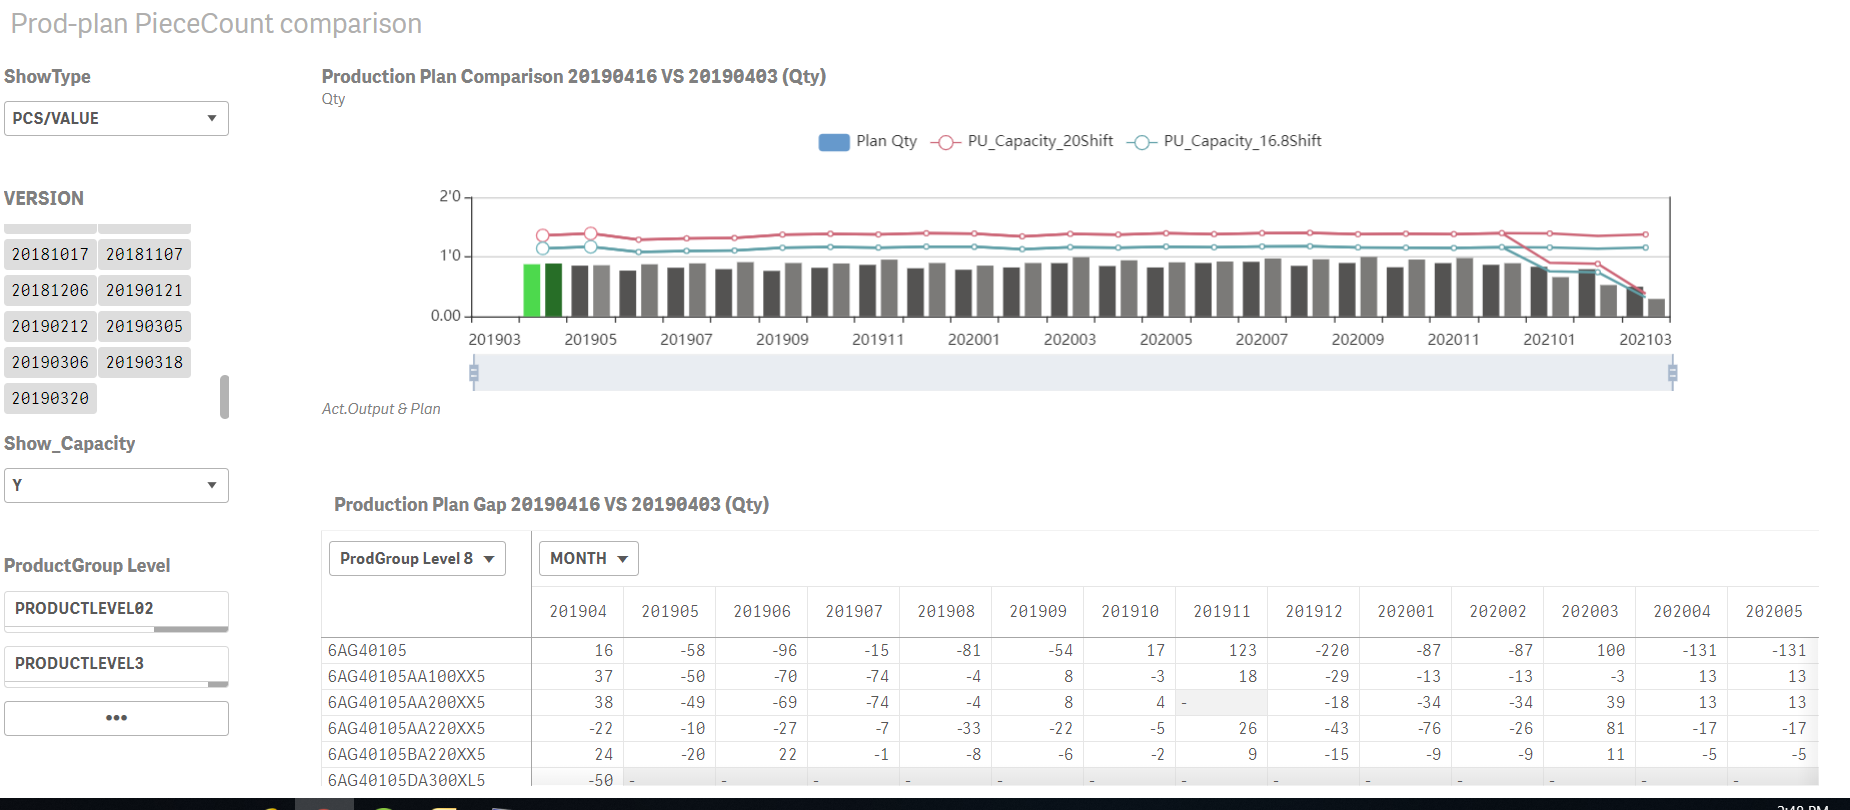 Prod-plan PieceCount comparison
ShowType
PCS/VALUE
VERSION
20181017 20181107
20181206 20190121
20190212 20190305
20190306 20190318
20190320
Show_Capacity
Y
ProductGroup Level
PRODUCTLEVEL02
PRODUCTLEVEL3
•••
Production Plan Comparison 20190416 VS 20190403 (Qty)
Qty
Plan Qty PU_Capacity_20Shift PU_Capacity_16.8Shift
2'0
1'0
0.00
201903 201905 201907 201909 201911 202001 202003 202005 202007 202009 202011 202101 202103
Act.Output & Plan
Production Plan Gap 20190416 VS 20190403 (Qty)
ProdGroup Level 8 MONTH
201904 201905 201906 201907 201908 201909 201910 201911 201912 202001 202002 202003 202004 202005
6AG40105 16 -58 -96 -15 -81 -54 17 123 -220 -87 -87 100 -131 -131
6AG40105AA100XX5 37 -50 -70 -74 -4 8 -3 18 -29 -13 -13 -3 13 13
6AG40105AA200XX5 38 -49 -69 -74 -4 8 4 - -18 -34 -34 39 13 13
6AG40105AA220XX5 -22 -10 -27 -7 -33 -22 -5 26 -43 -76 -26 81 -17 -17
6AG40105BA220XX5 24 -20 22 -1 -8 -6 -2 9 -15 -9 -9 11 -5 -5
6AG40105DA300XL5 -50 - - - - - - - - - - - - -